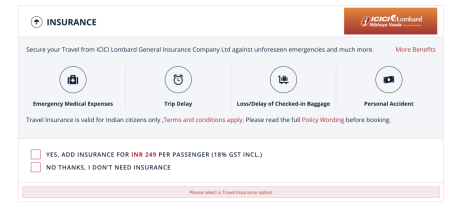 INSURANCE
ICICI Lombard
Nibhaye Vaade
Secure your Travel from ICICI Lombard General Insurance Company Ltd against unforeseen emergencies and much more. More Benefits
Emergency Medical Expenses Trip Delay Loss/Delay of Checked-in Baggage Personal Accident
Travel Insurance is valid for Indian citizens only ,Terms and conditions apply. Please read the full Policy Wording before booking.
YES, ADD INSURANCE FOR INR 249 PER PASSENGER (18% GST INCL.)
NO THANKS, I DON'T NEED INSURANCE
Please select a Travel Insurance option